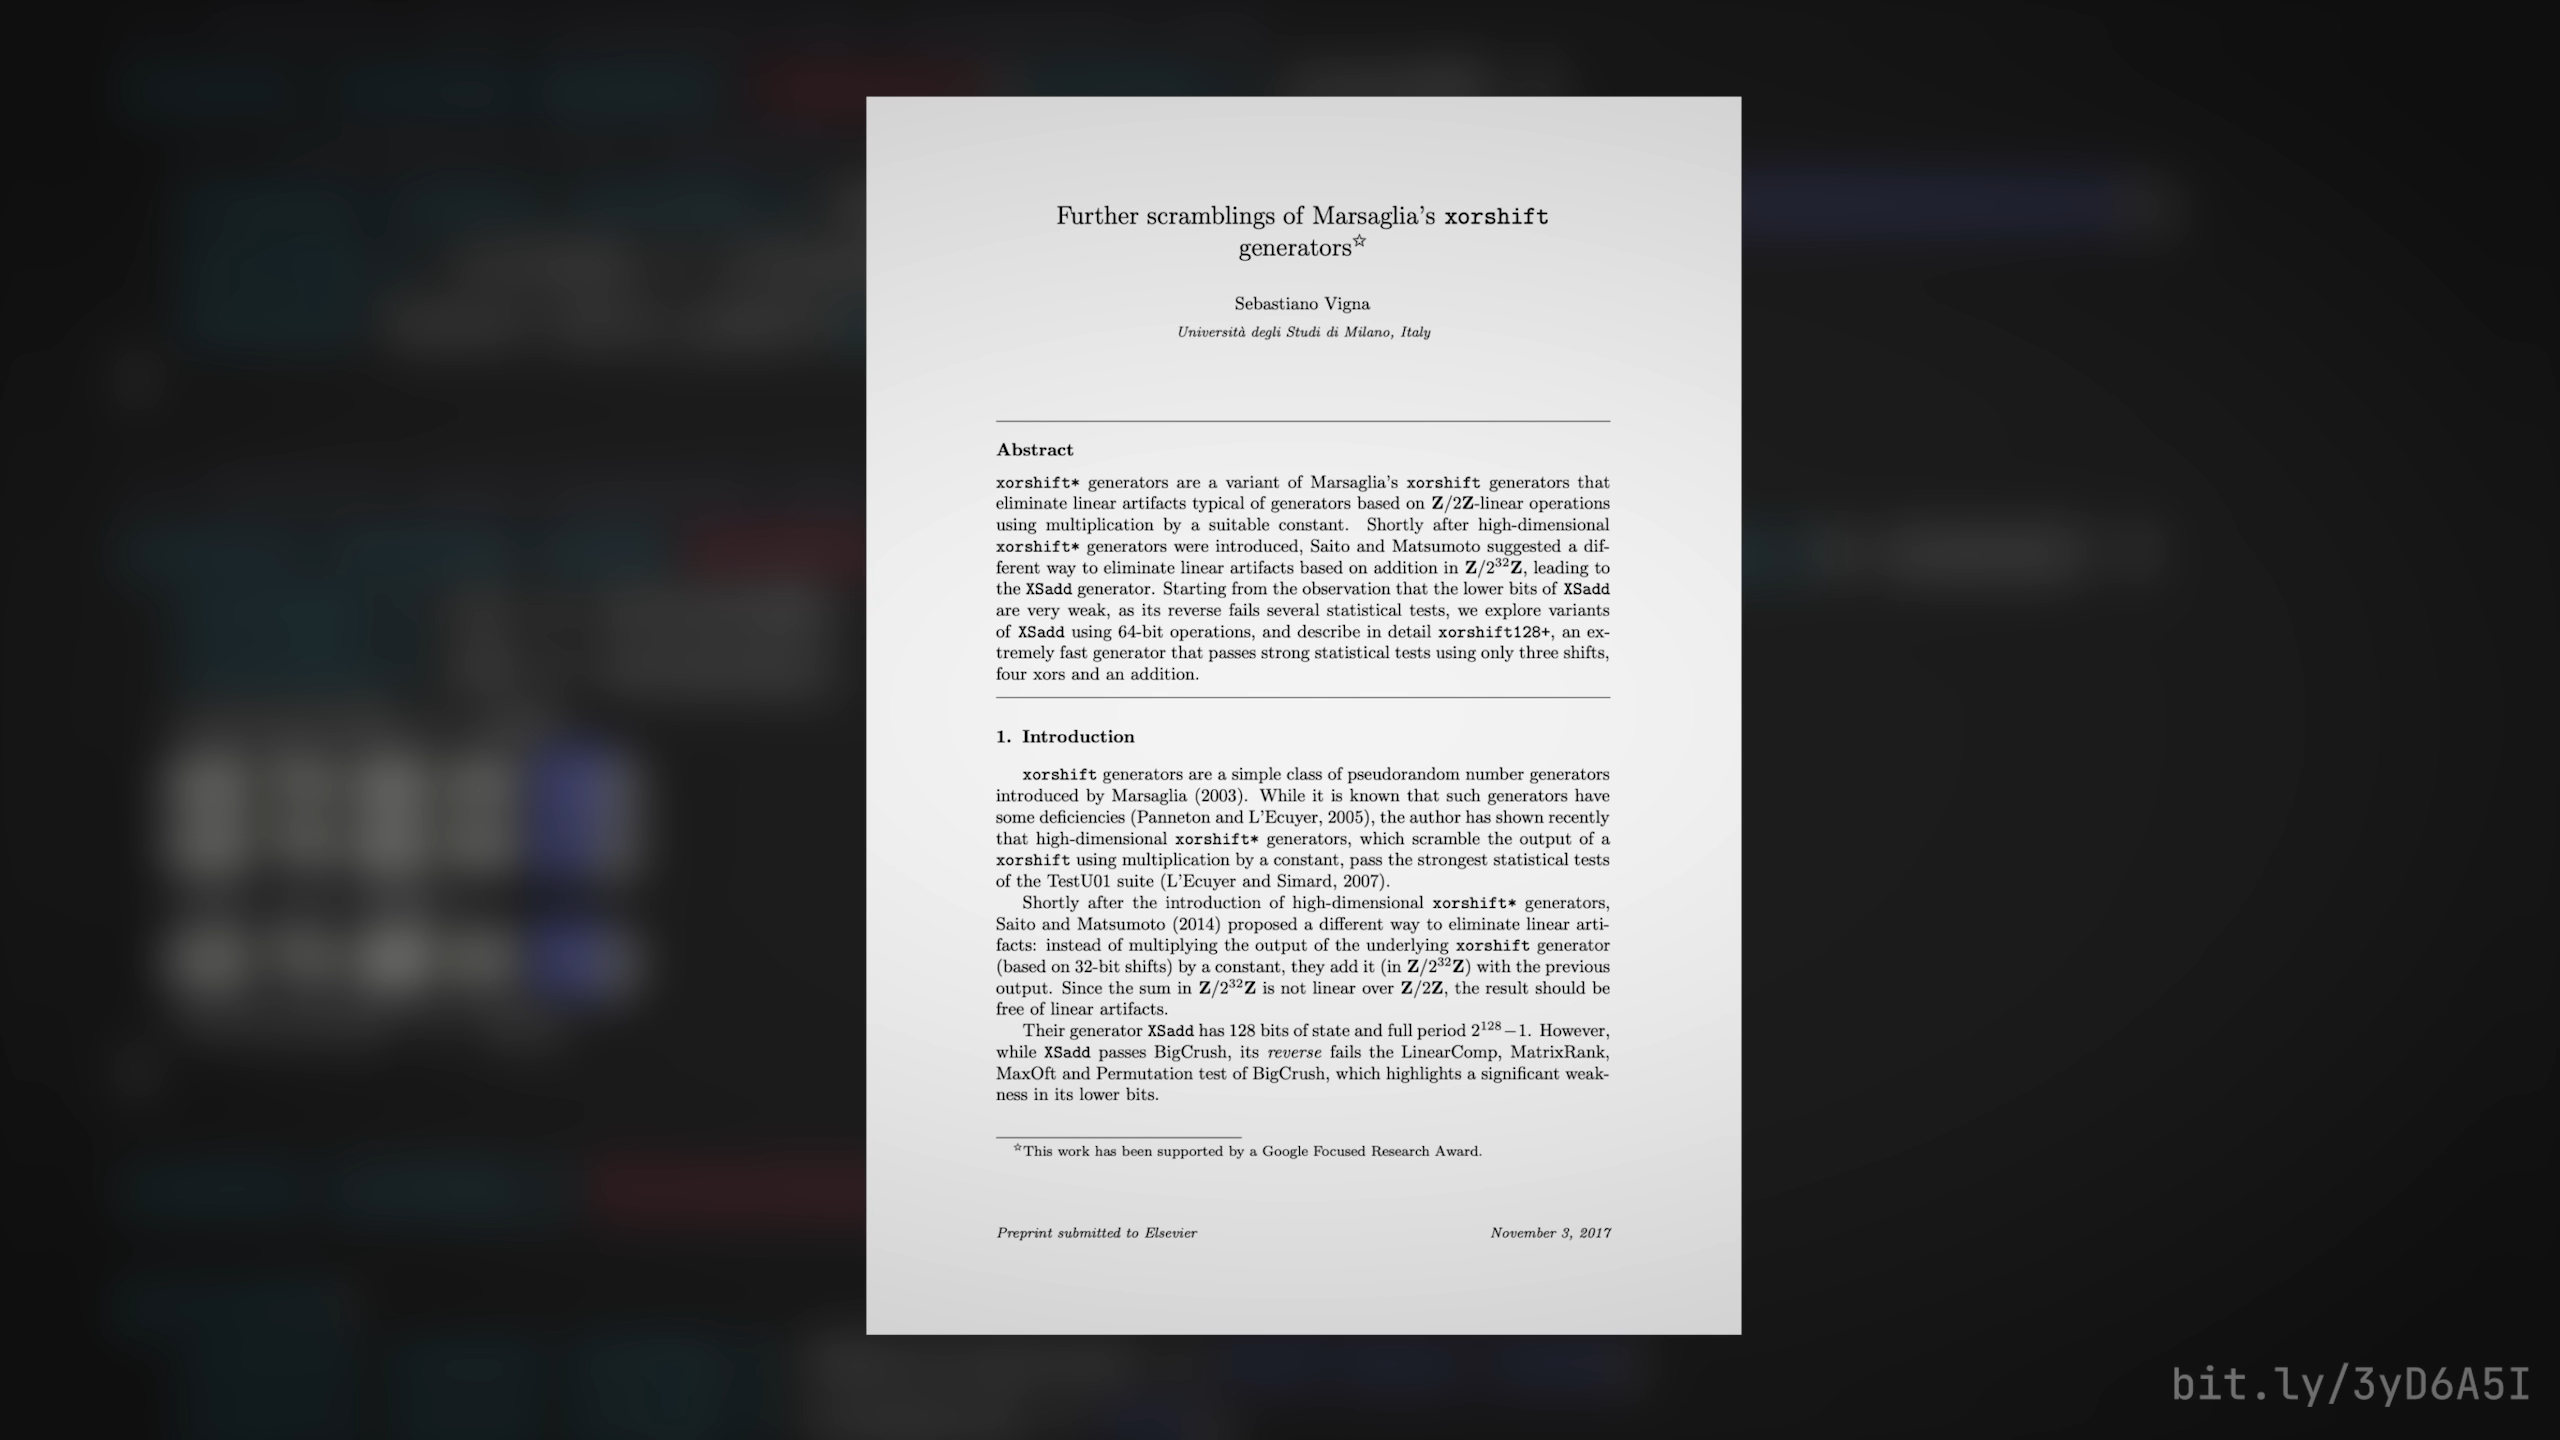 Further scramblings of Marsaglia's xorshift
generators☆
Sebastiano Vigna
Università degli Studi di Milano, Italy
Abstract
xorshift* generators are a variant of Marsaglia's xorshift generators that
eliminate linear artifacts typical of generators based on Z/2Z-linear operations
using multiplication by a suitable constant. Shortly after high-dimensional
xorshift* generators were introduced, Saito and Matsumoto suggested a dif-
ferent way to eliminate linear artifacts based on addition in Z/2³²Z, leading to
the XSadd generator. Starting from the observation that the lower bits of XSadd
are very weak, as its reverse fails several statistical tests, we explore variants
of XSadd using 64-bit operations, and describe in detail xorshift128+, an ex-
tremely fast generator that passes strong statistical tests using only three shifts,
four xors and an addition.
1. Introduction
xorshift generators are a simple class of pseudorandom number generators
introduced by Marsaglia (2003). While it is known that such generators have
some deficiencies (Panneton and L'Ecuyer, 2005), the author has shown recently
that high-dimensional xorshift* generators, which scramble the output of a
xorshift using multiplication by a constant, pass the strongest statistical tests
of the TestU01 suite (L'Ecuyer and Simard, 2007).
Shortly after the introduction of high-dimensional xorshift* generators,
Saito and Matsumoto (2014) proposed a different way to eliminate linear arti-
facts: instead of multiplying the output of the underlying xorshift generator
(based on 32-bit shifts) by a constant, they add it (in Z/2³²Z) with the previous
output. Since the sum in Z/2³²Z is not linear over Z/2Z, the result should be
free of linear artifacts.
Their generator XSadd has 128 bits of state and full period 2¹²⁸−1. However,
while XSadd passes BigCrush, its reverse fails the LinearComp, MatrixRank,
MaxOft and Permutation test of BigCrush, which highlights a significant weak-
ness in its lower bits.
☆This work has been supported by a Google Focused Research Award.
Preprint submitted to Elsevier November 3, 2017
bit.ly/3yD6A5I